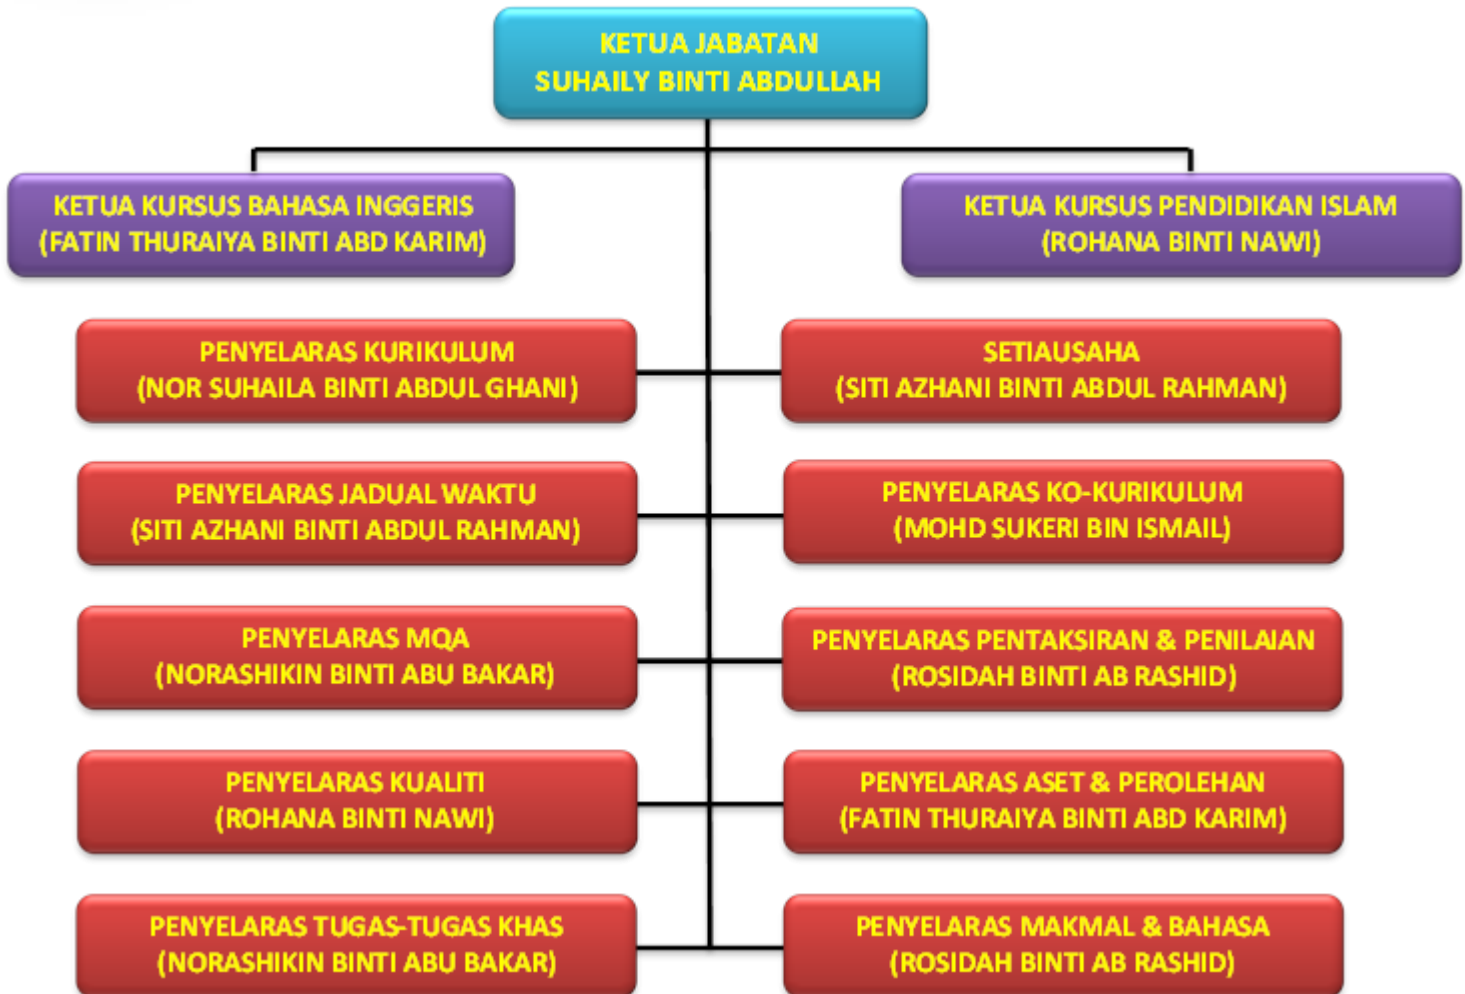 KETUA JABATAN
SUHAILY BINTI ABDULLAH
KETUA KURSUS BAHASA INGGERIS
(FATIN THURAIYA BINTI ABD KARIM)
KETUA KURSUS PENDIDIKAN ISLAM
(ROHANA BINTI NAWI)
PENYELARAS KURIKULUM
(NOR SUHAILA BINTI ABDUL GHANI)
SETIAUSAHA
(SITI AZHANI BINTI ABDUL RAHMAN)
PENYELARAS JADUAL WAKTU
(SITI AZHANI BINTI ABDUL RAHMAN)
PENYELARAS KO-KURIKULUM
(MOHD SUKERI BIN ISMAIL)
PENYELARAS MQA
(NORASHIKIN BINTI ABU BAKAR)
PENYELARAS PENTAKSIRAN & PENILAIAN
(ROSIDAH BINTI AB RASHID)
PENYELARAS KUALITI
(ROHANA BINTI NAWI)
PENYELARAS ASET & PEROLEHAN
(FATIN THURAIYA BINTI ABD KARIM)
PENYELARAS TUGAS-TUGAS KHAS
(NORASHIKIN BINTI ABU BAKAR)
PENYELARAS MAKMAL & BAHASA
(ROSIDAH BINTI AB RASHID)